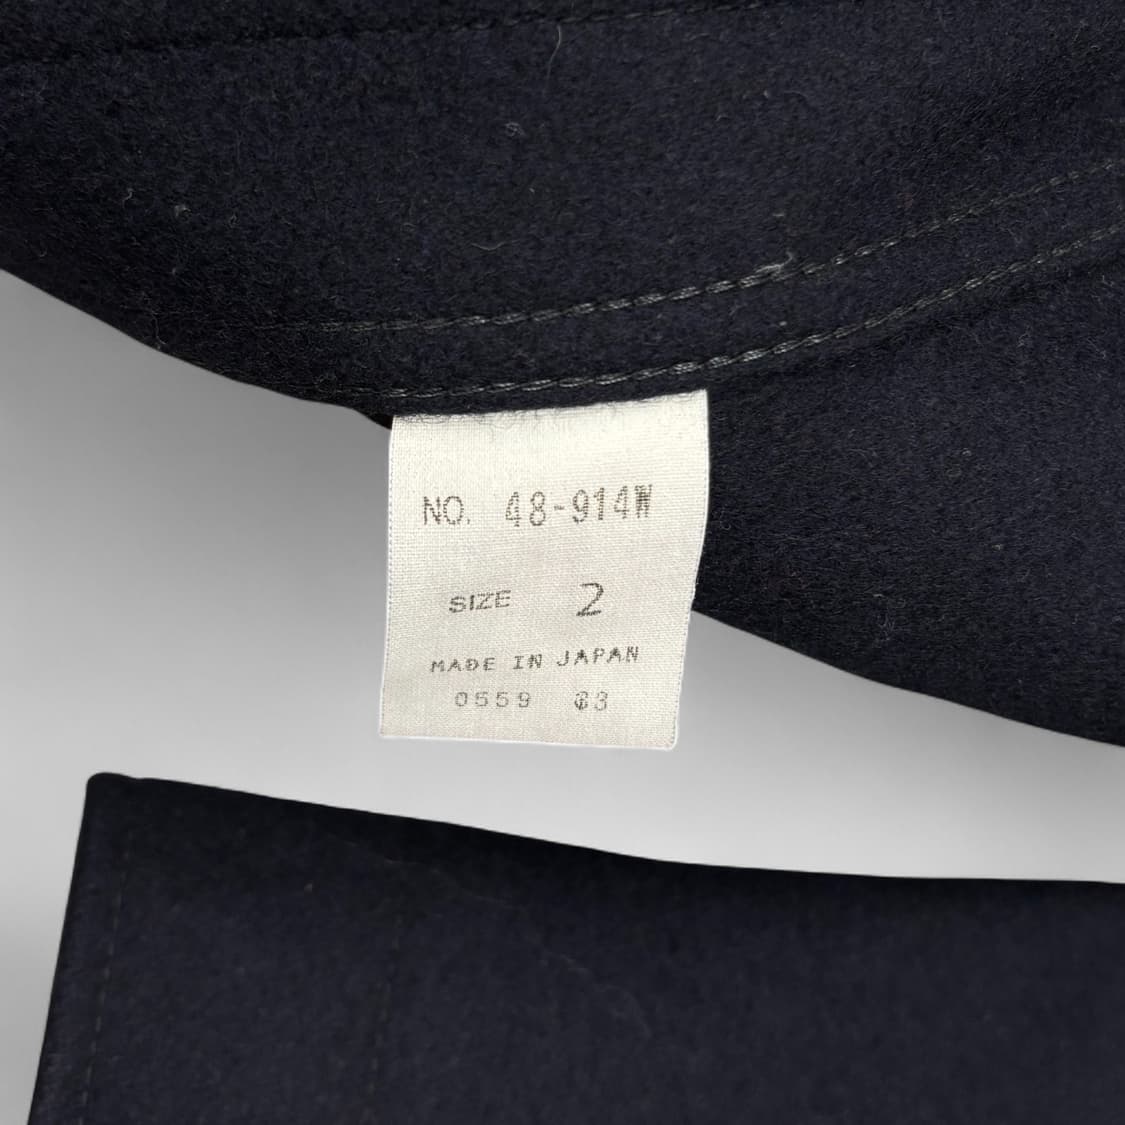 NO. 48-914W
SIZE 2
MADE IN JAPAN
0559